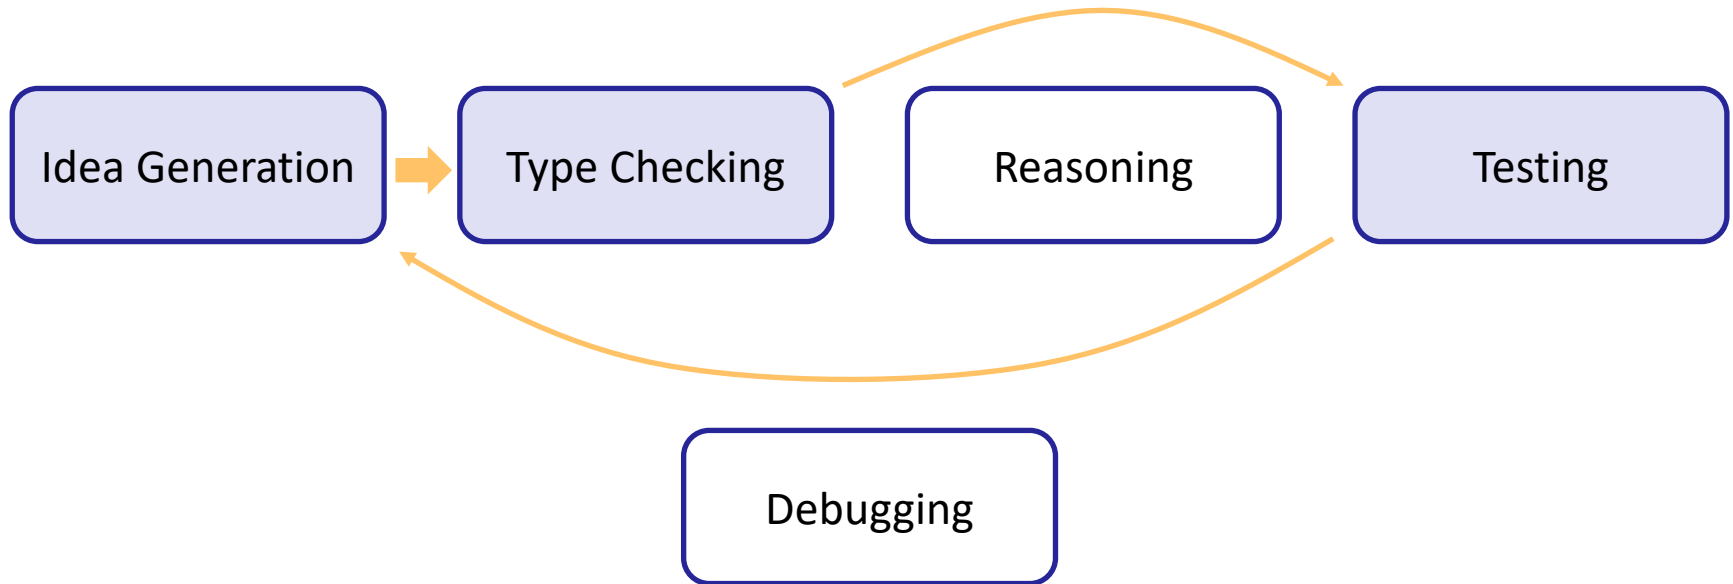 Idea Generation
Type Checking
Reasoning
Testing
Debugging